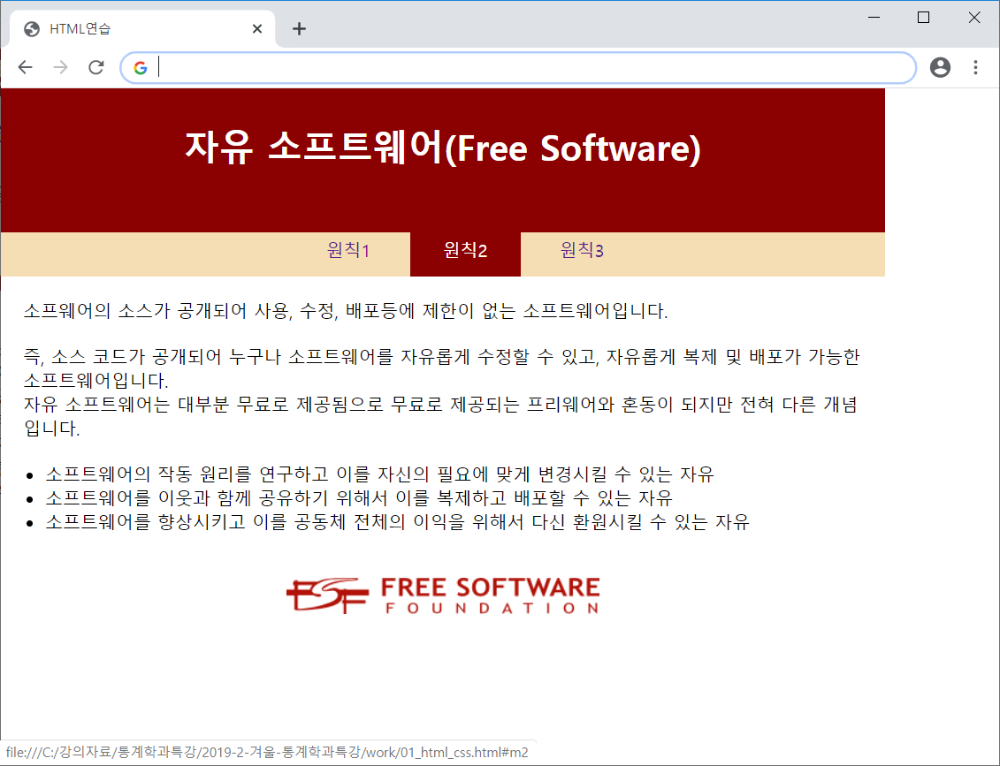 HTML연습
자유 소프트웨어(Free Software)
원칙1 원칙2 원칙3
소프웨어의 소스가 공개되어 사용, 수정, 배포등에 제한이 없는 소프트웨어입니다.
즉, 소스 코드가 공개되어 누구나 소프트웨어를 자유롭게 수정할 수 있고, 자유롭게 복제 및 배포가 가능한
소프트웨어입니다.
자유 소프트웨어는 대부분 무료로 제공됨으로 무료로 제공되는 프리웨어와 혼동이 되지만 전혀 다른 개념
입니다.
• 소프트웨어의 작동 원리를 연구하고 이를 자신의 필요에 맞게 변경시킬 수 있는 자유
• 소프트웨어를 이웃과 함께 공유하기 위해서 이를 복제하고 배포할 수 있는 자유
• 소프트웨어를 향상시키고 이를 공동체 전체의 이익을 위해서 다신 환원시킬 수 있는 자유
FSF FREE SOFTWARE
FOUNDATION
file:///C:/강의자료/통계학과특강/2019-2-겨울-통계학과특강/work/01_html_css.html#m2